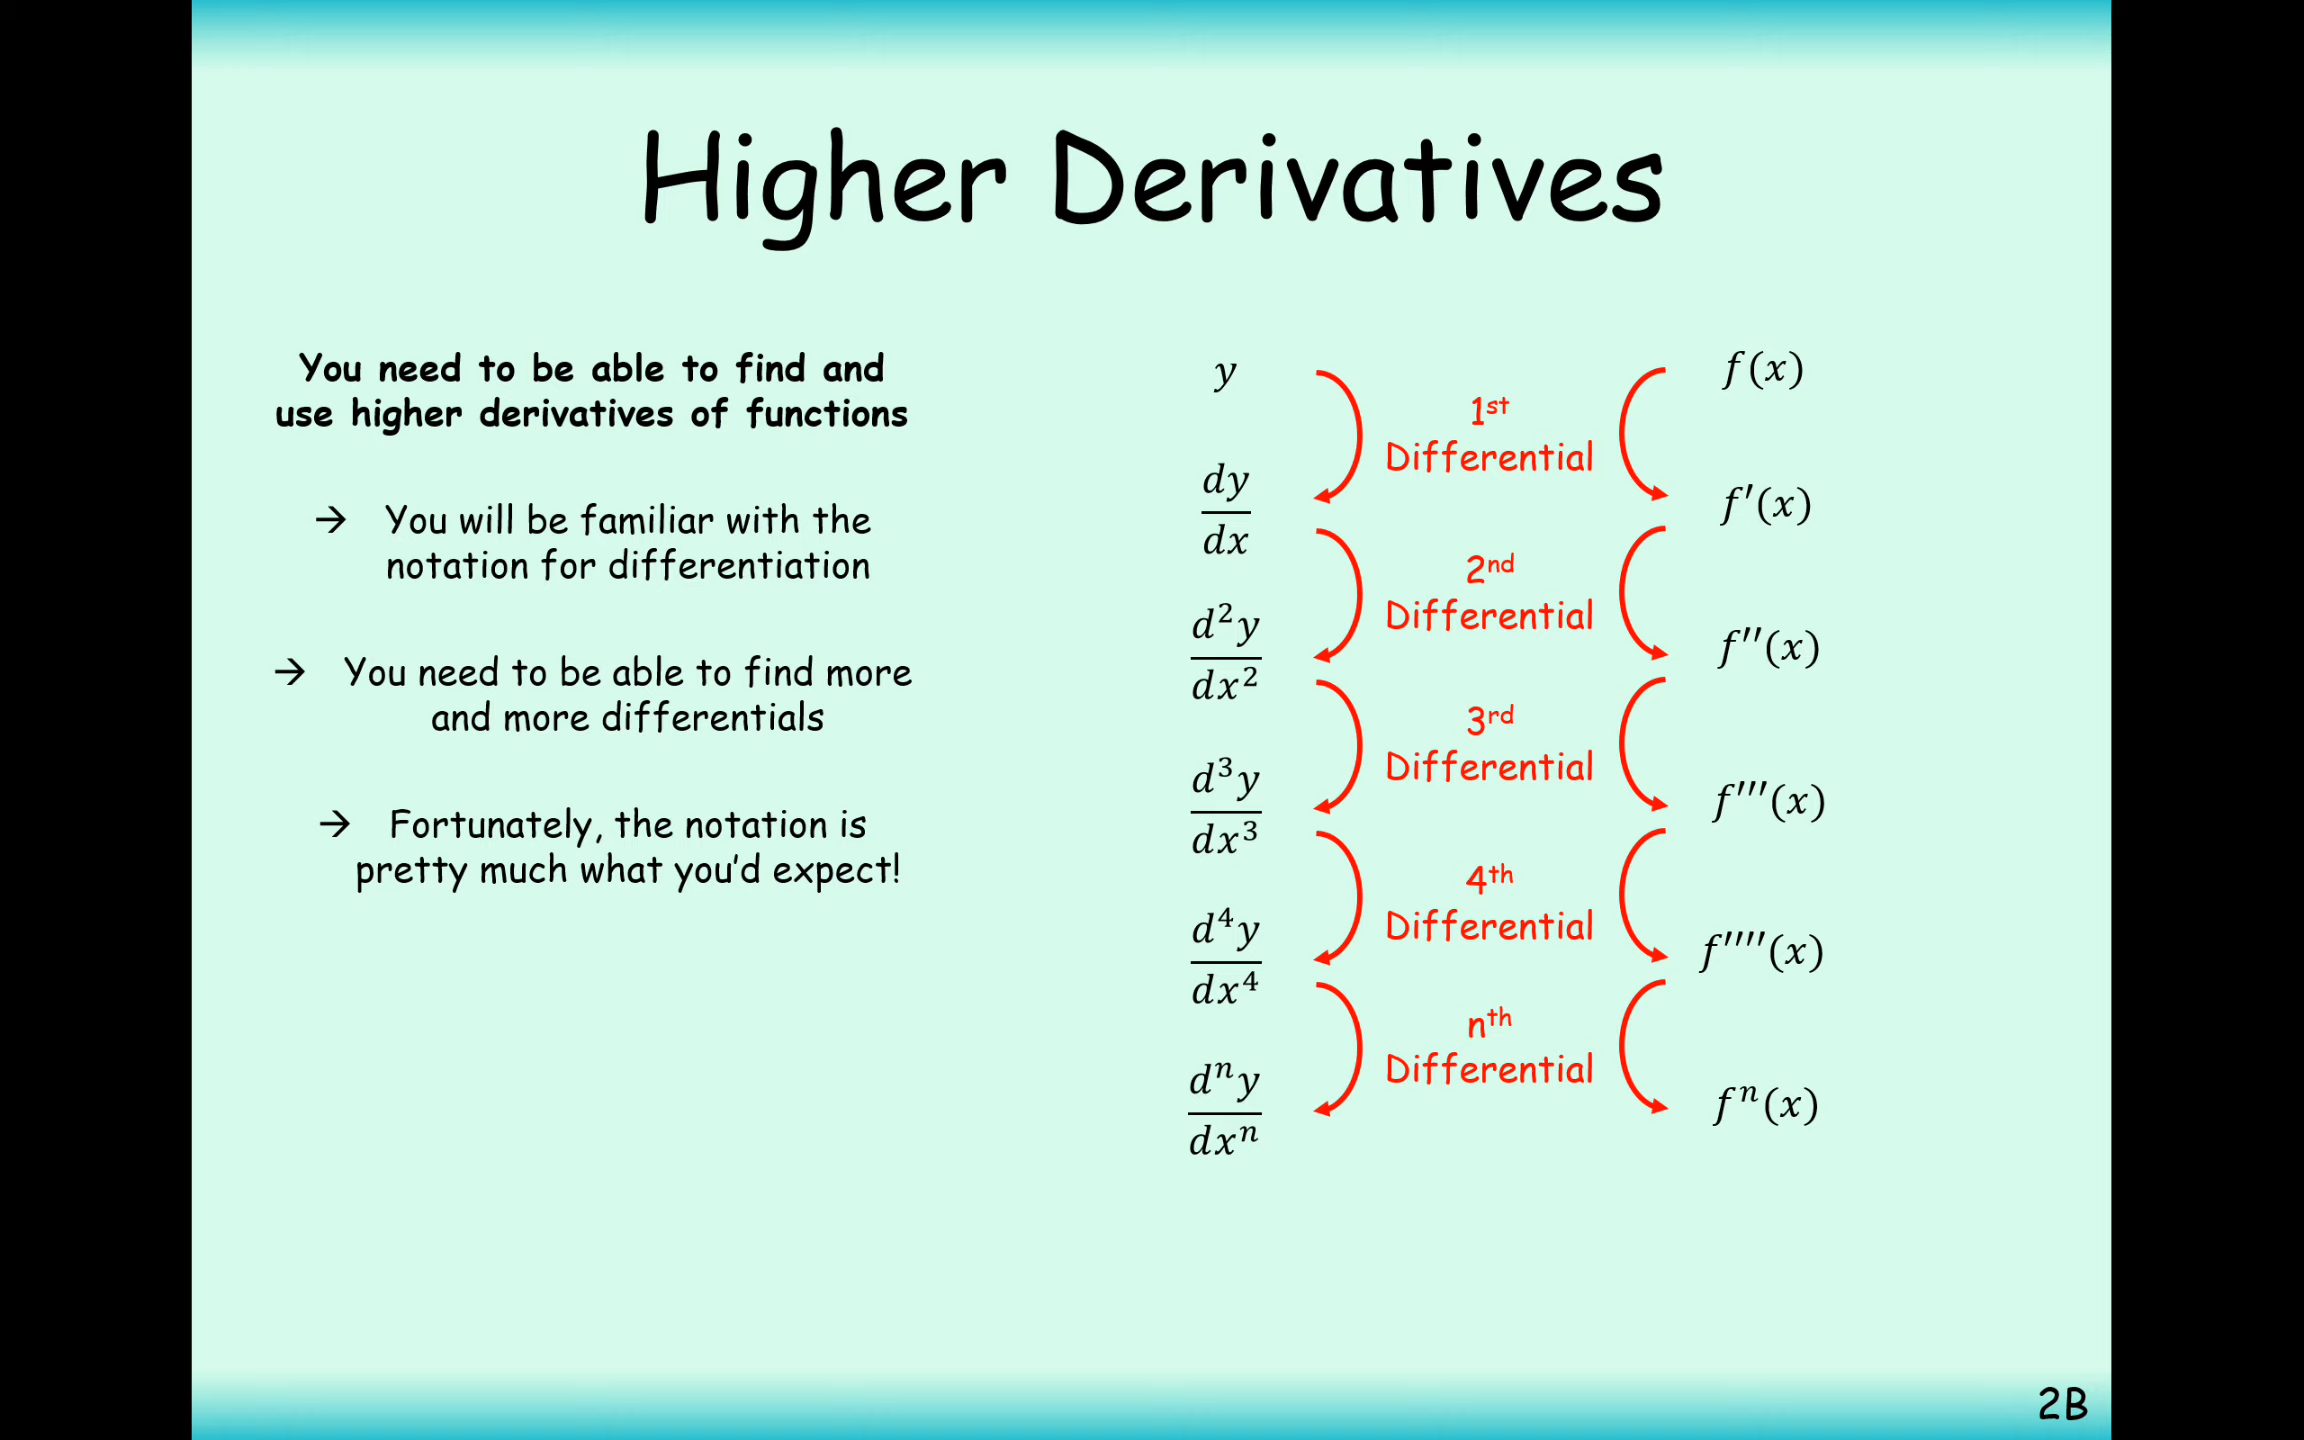 Higher Derivatives
You need to be able to find and
use higher derivatives of functions
→ You will be familiar with the
notation for differentiation
→ You need to be able to find more
and more differentials
→ Fortunately, the notation is
pretty much what you'd expect!
y
dy
dx
d²y
dx²
d³y
dx³
d⁴y
dx⁴
dⁿy
dxⁿ
1st
Differential
2nd
Differential
3rd
Differential
4th
Differential
nth
Differential
f(x)
f′(x)
f′′(x)
f′′′(x)
f′′′′(x)
fⁿ(x)
2B